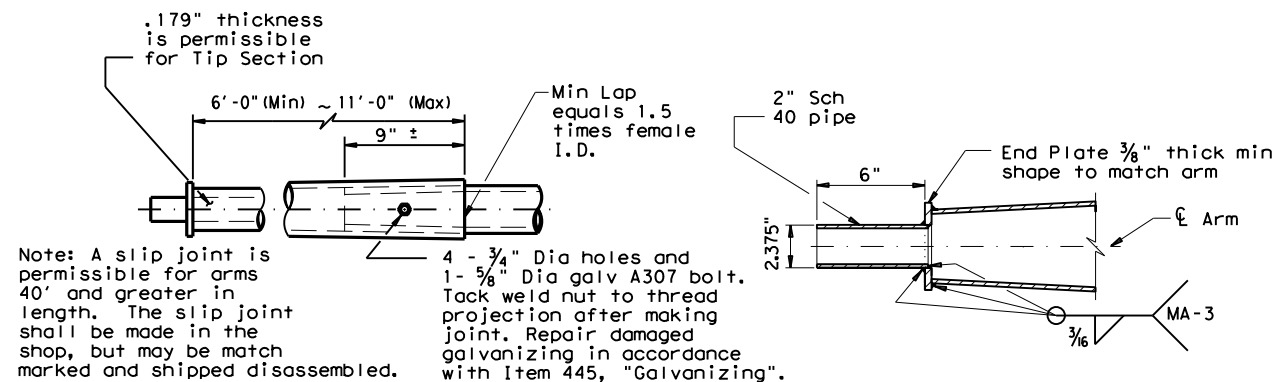 .179" thickness
is permissible
for Tip Section
6'-0" (Min) ~ 11'-0" (Max)
9" ±
Min Lap
equals 1.5
times female
I.D.
Note: A slip joint is
permissible for arms
40' and greater in
length. The slip joint
shall be made in the
shop, but may be match
marked and shipped disassembled.
4 - ¾" Dia holes and
1- ⅝" Dia galv A307 bolt.
Tack weld nut to thread
projection after making
joint. Repair damaged
galvanizing in accordance
with Item 445, "Galvanizing".
2" Sch
40 pipe
6"
2.375"
End Plate ⅜" thick min
shape to match arm
℄ Arm
3/16
MA-3